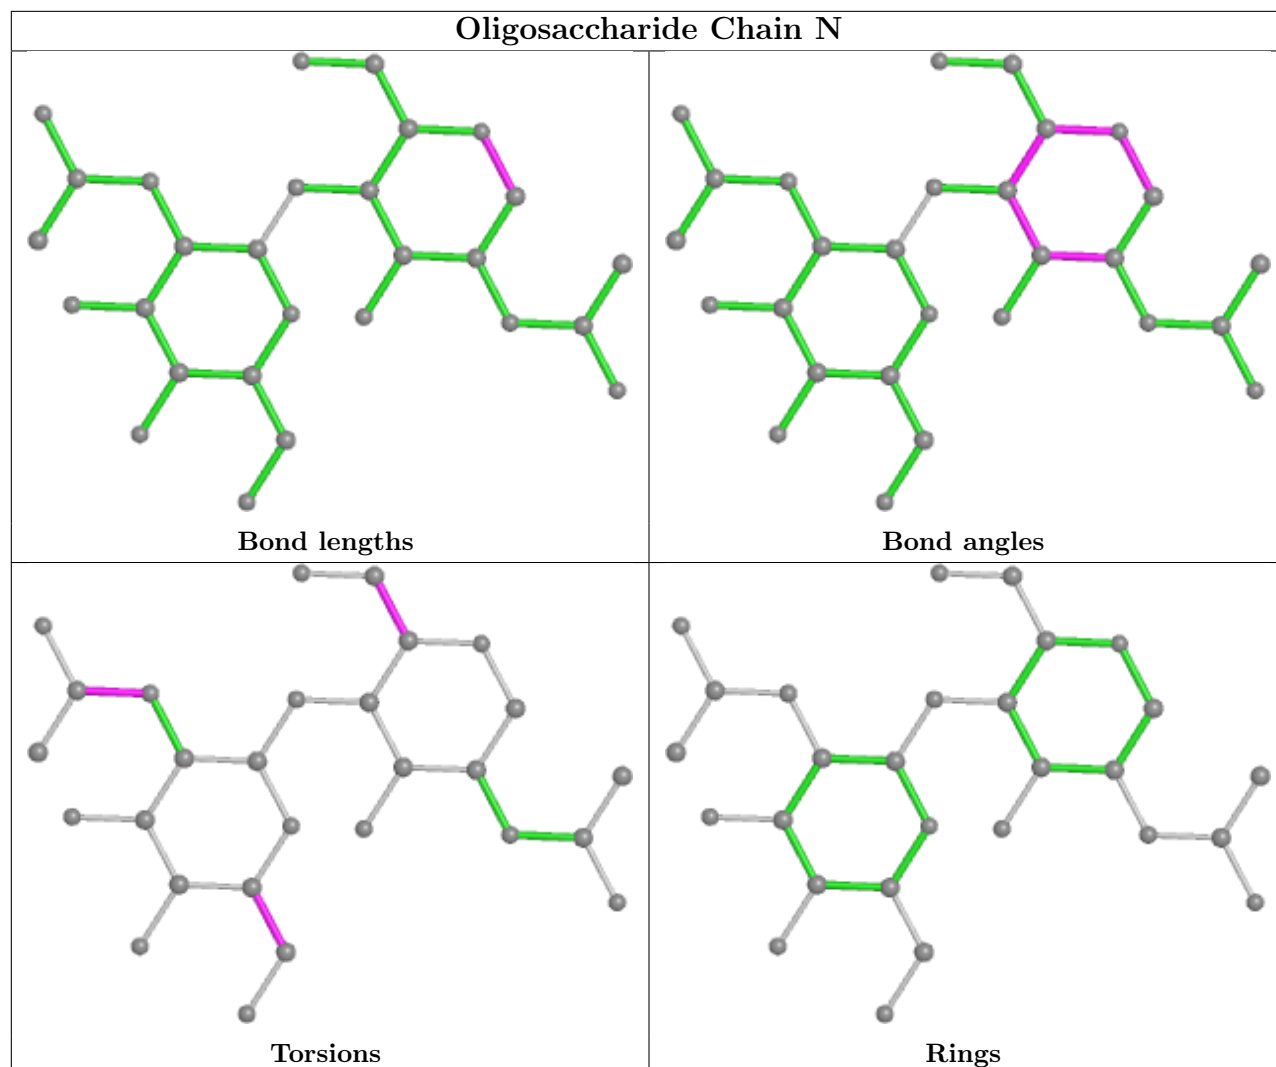 Oligosaccharide Chain N
Bond lengths
Bond angles
Torsions
Rings